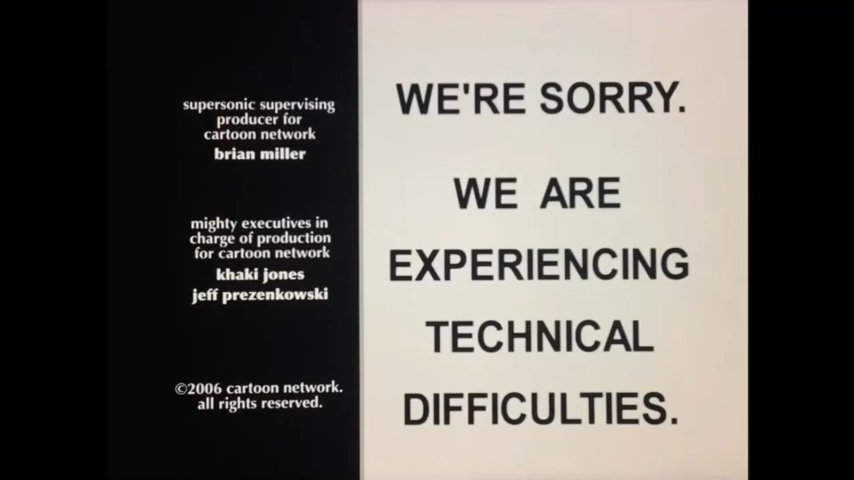 supersonic supervising
producer for
cartoon network
brian miller
mighty executives in
charge of production
for cartoon network
khaki jones
jeff prezenkowski
©2006 cartoon network.
all rights reserved.
WE'RE SORRY.
WE ARE
EXPERIENCING
TECHNICAL
DIFFICULTIES.